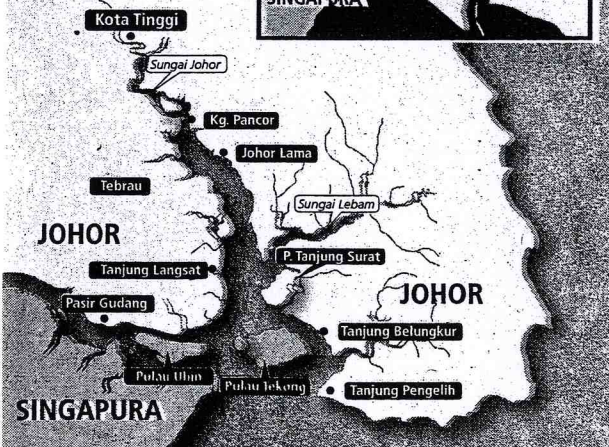 SINGAPURA
Kota Tinggi
Sungai Johor
Kg. Pancor
Johor Lama
Tebrau
Sungai Lebam
JOHOR
P. Tanjung Surat
Tanjung Langsat
JOHOR
Pasir Gudang
Tanjung Belungkur
Pulau Ubin
Pulau Tekong
Tanjung Pengelih
SINGAPURA